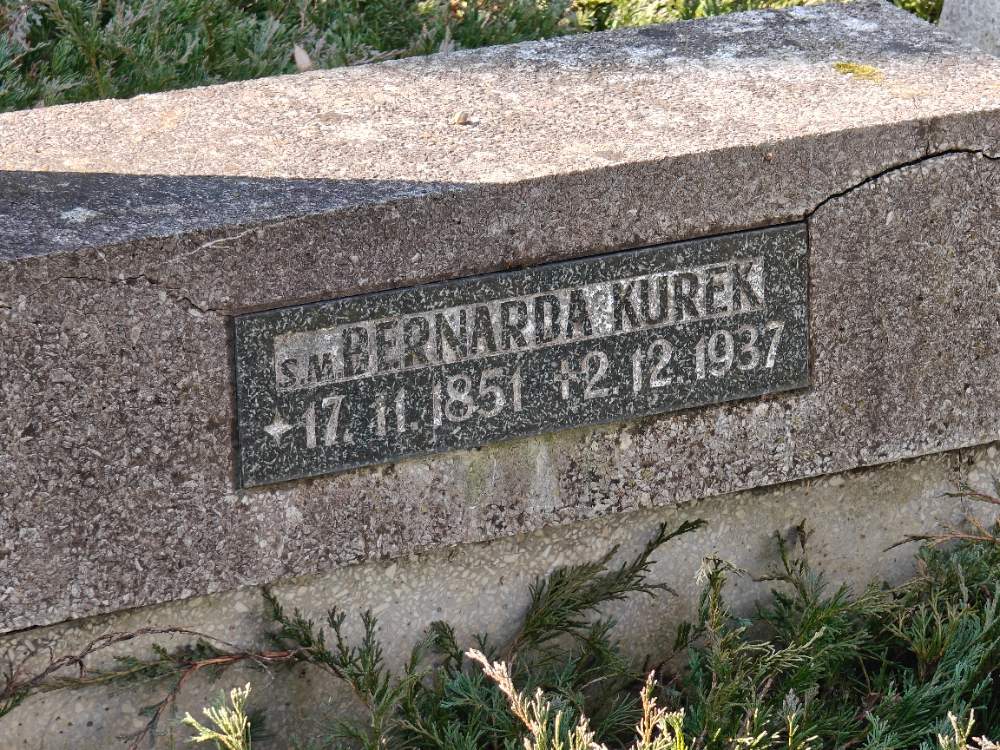 S.M. BERNARDA KUREK
17. 11. 1851 2. 12. 1937